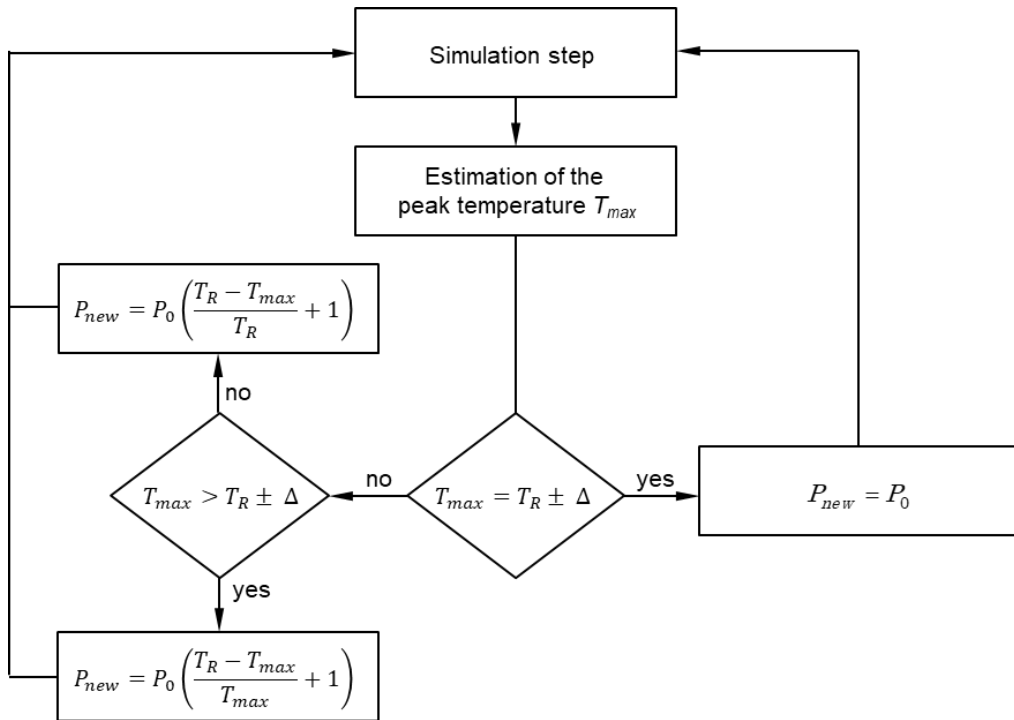 Simulation step
Estimation of the
peak temperature T_max
P_new = P_0 ( (T_R − T_max) / T_R + 1 )
no
T_max > T_R ± Δ
no
T_max = T_R ± Δ
yes
P_new = P_0
yes
P_new = P_0 ( (T_R − T_max) / T_max + 1 )